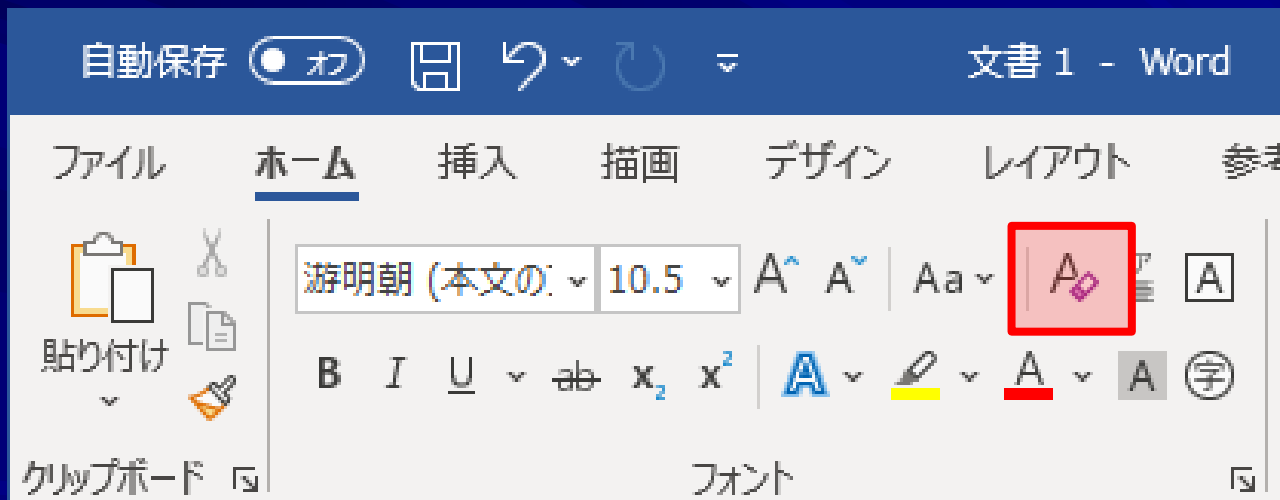 自動保存 オフ 文書 1 - Word
ファイル ホーム 挿入 描画 デザイン レイアウト 参考
貼り付け
游明朝 (本文の 10.5 A A Aa A ア A
B I U ab x2 x2 A A A 字
クリップボード フォント